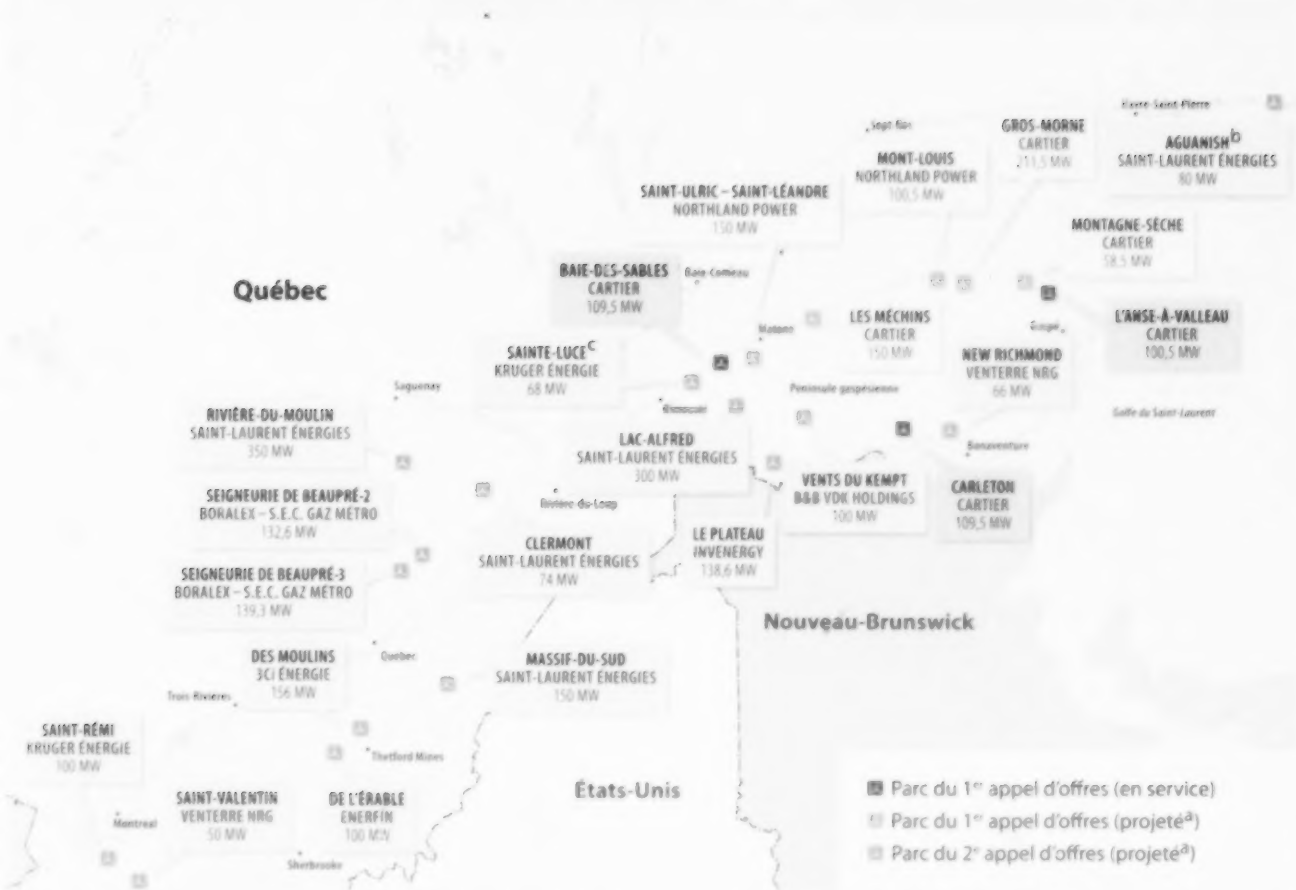 Havre-Saint-Pierre
Sept-Îles
GROS-MORNE
CARTIER
211,5 MW
AGUANISH b
SAINT-LAURENT ÉNERGIES
80 MW
MONT-LOUIS
NORTHLAND POWER
100,5 MW
SAINT-ULRIC – SAINT-LÉANDRE
NORTHLAND POWER
150 MW
MONTAGNE-SÈCHE
CARTIER
58,5 MW
BAIE-DES-SABLES
CARTIER
109,5 MW
Baie-Comeau
Québec
LES MÉCHINS
CARTIER
150 MW
L'ANSE-À-VALLEAU
CARTIER
100,5 MW
Matane
Gaspé
SAINTE-LUCE c
KRUGER ÉNERGIE
68 MW
NEW RICHMOND
VENTERRE NRG
66 MW
Saguenay
Péninsule gaspésienne
Rimouski
Golfe du Saint-Laurent
RIVIÈRE-DU-MOULIN
SAINT-LAURENT ÉNERGIES
350 MW
LAC-ALFRED
SAINT-LAURENT ÉNERGIES
300 MW
Bonaventure
VENTS DU KEMPT
B&B VDK HOLDINGS
100 MW
CARLETON
CARTIER
109,5 MW
SEIGNEURIE DE BEAUPRÉ-2
BORALEX – S.E.C. GAZ MÉTRO
132,6 MW
Rivière-du-Loup
CLERMONT
SAINT-LAURENT ÉNERGIES
74 MW
LE PLATEAU
INVENERGY
138,6 MW
SEIGNEURIE DE BEAUPRÉ-3
BORALEX – S.E.C. GAZ MÉTRO
139,3 MW
Nouveau-Brunswick
DES MOULINS
3Ci ÉNERGIE
156 MW
Québec
MASSIF-DU-SUD
SAINT-LAURENT ÉNERGIES
150 MW
Trois-Rivières
SAINT-RÉMI
KRUGER ÉNERGIE
100 MW
Thetford Mines
États-Unis
SAINT-VALENTIN
VENTERRE NRG
50 MW
DE L'ÉRABLE
ENERFIN
100 MW
Montréal
Sherbrooke
Parc du 1er appel d'offres (en service)
Parc du 1er appel d'offres (projeté a)
Parc du 2e appel d'offres (projeté a)